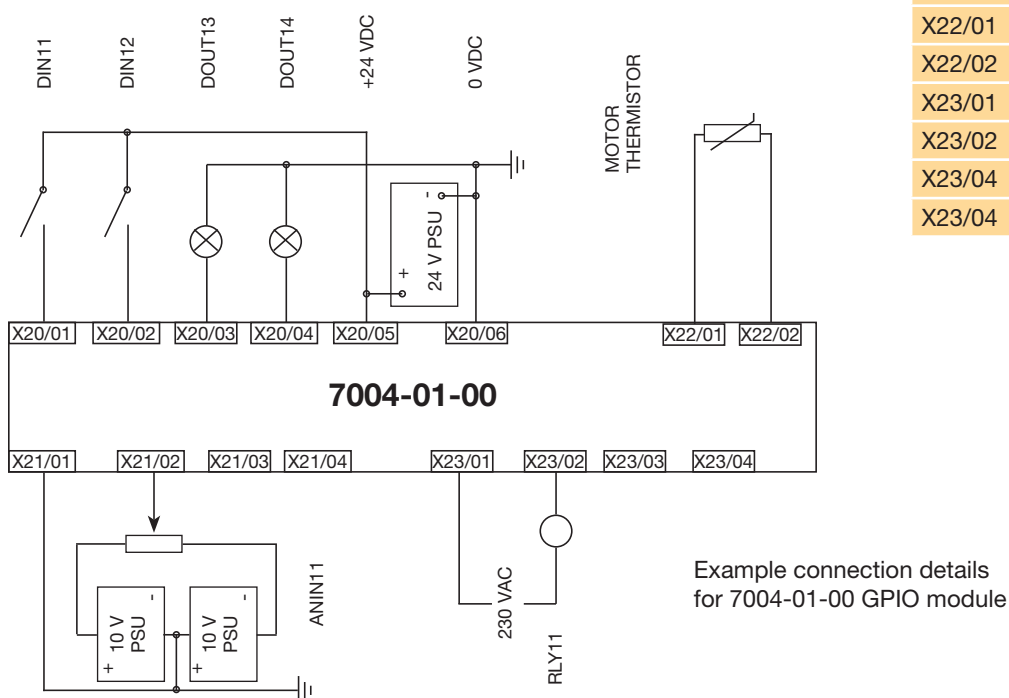 DIN11
DIN12
DOUT13
DOUT14
+24 VDC
0 VDC
MOTOR
THERMISTOR
X22/01
X22/02
X23/01
X23/02
X23/04
X23/04
-
+
24 V PSU
X20/01
X20/02
X20/03
X20/04
X20/05
X20/06
X22/01
X22/02
7004-01-00
X21/01
X21/02
X21/03
X21/04
X23/01
X23/02
X23/03
X23/04
-
+
10 V
PSU
-
+
10 V
PSU
ANIN11
230 VAC
RLY11
Example connection details
for 7004-01-00 GPIO module